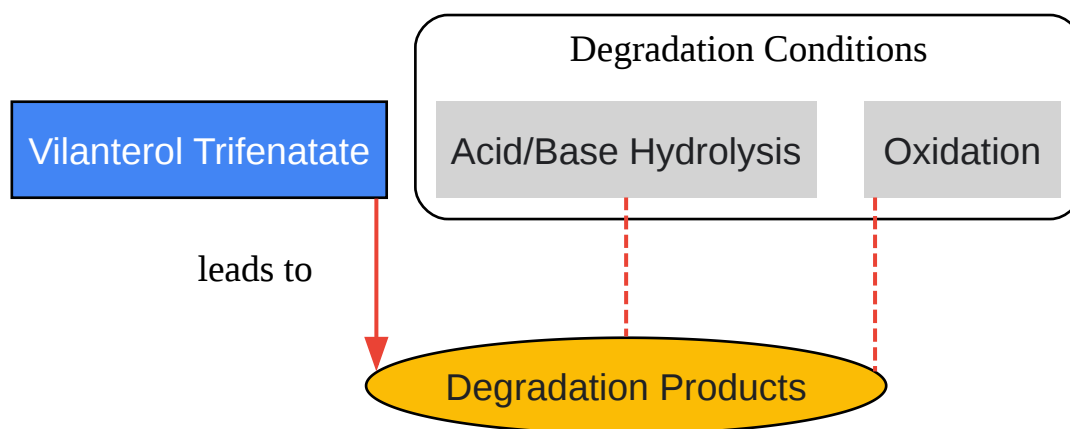 Degradation Conditions
Vilanterol Trifenatate
Acid/Base Hydrolysis
Oxidation
leads to
Degradation Products